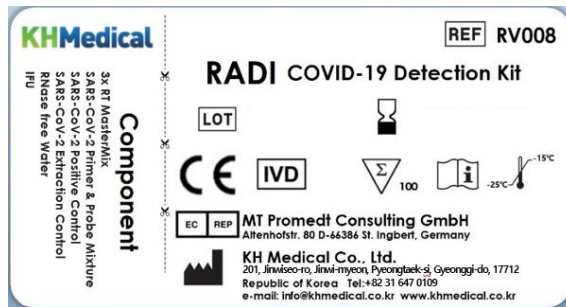 KHMedical
REF RV008
RADI COVID-19 Detection Kit
Component
3x RT MasterMix
SARS-CoV-2 Primer & Probe Mixture
SARS-CoV-2 Positive Control
SARS-CoV-2 Extraction Control
RNase free Water
IFU
LOT
CE IVD Σ 100 i -25℃ -15℃
EC REP MT Promedt Consulting GmbH
Altenhofstr. 80 D-66386 St. Ingbert, Germany
KH Medical Co., Ltd.
201, Jinwiseo-ro, Jinwi-myeon, Pyeongtaek-si, Gyeonggi-do, 17712
Republic of Korea Tel:+82 31 647 0109
e-mail: info@khmedical.co.kr www.khmedical.co.kr